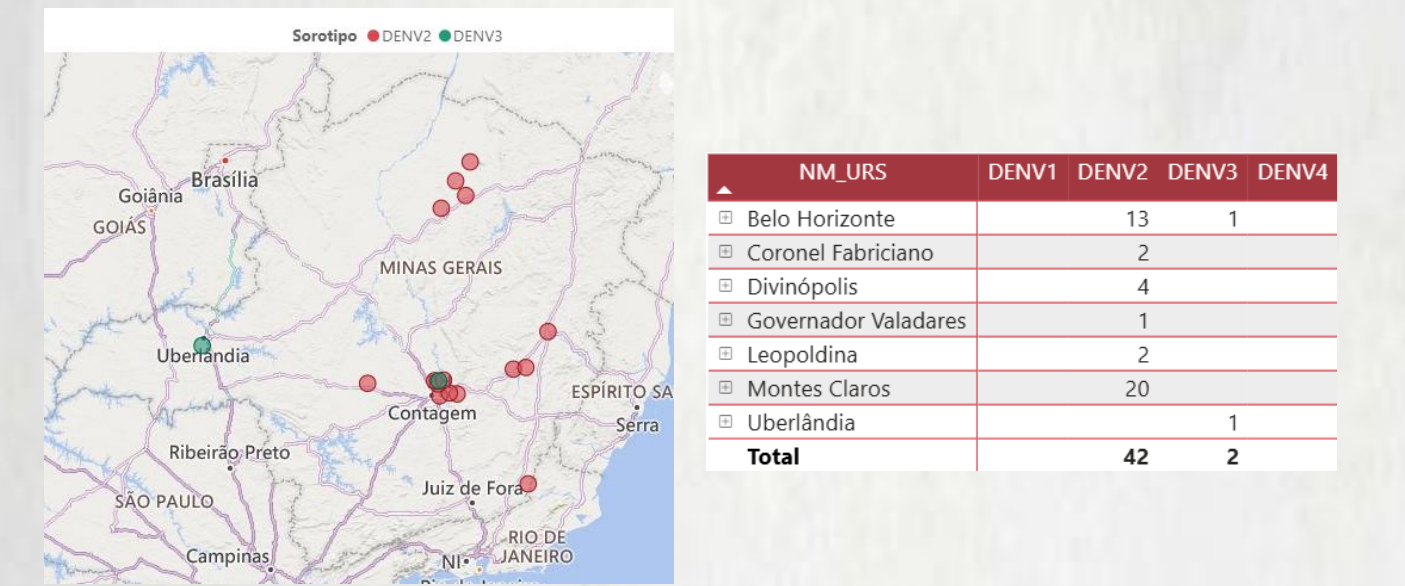 Sorotipo DENV2 DENV3
Brasília
Goiânia
GOIÁS
MINAS GERAIS
Uberlândia
ESPÍRITO SA
Contagem
Serra
Ribeirão Preto
Juiz de Fora
SÃO PAULO
RIO DE
JANEIRO
Campinas
NI
NM_URS DENV1 DENV2 DENV3 DENV4
Belo Horizonte 13 1
Coronel Fabriciano 2
Divinópolis 4
Governador Valadares 1
Leopoldina 2
Montes Claros 20
Uberlândia 1
Total 42 2